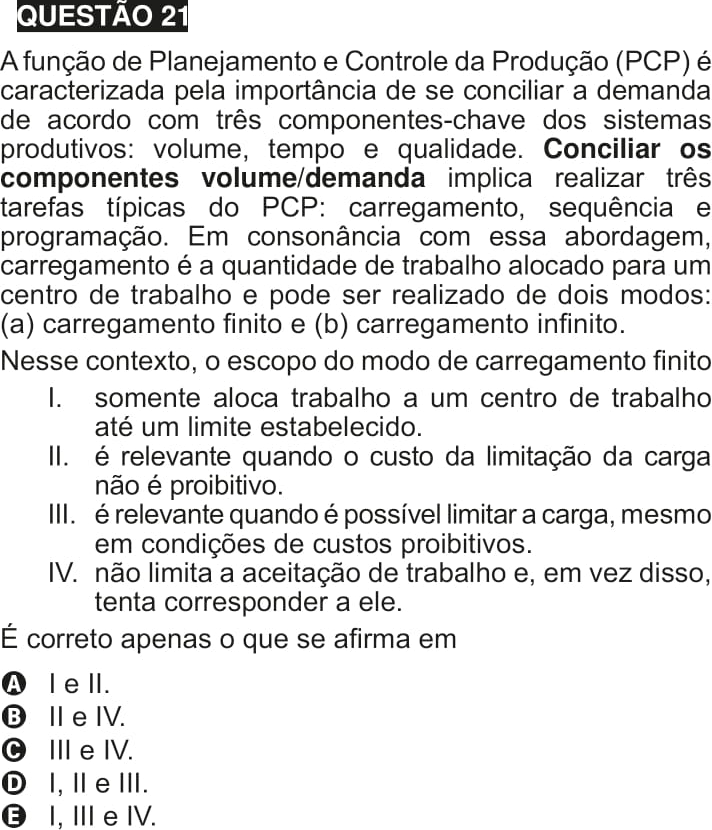 QUESTÃO 21
A função de Planejamento e Controle da Produção (PCP) é
caracterizada pela importância de se conciliar a demanda
de acordo com três componentes-chave dos sistemas
produtivos: volume, tempo e qualidade. Conciliar os
componentes volume/demanda implica realizar três
tarefas típicas do PCP: carregamento, sequência e
programação. Em consonância com essa abordagem,
carregamento é a quantidade de trabalho alocado para um
centro de trabalho e pode ser realizado de dois modos:
(a) carregamento finito e (b) carregamento infinito.
Nesse contexto, o escopo do modo de carregamento finito
I. somente aloca trabalho a um centro de trabalho
até um limite estabelecido.
II. é relevante quando o custo da limitação da carga
não é proibitivo.
III. é relevante quando é possível limitar a carga, mesmo
em condições de custos proibitivos.
IV. não limita a aceitação de trabalho e, em vez disso,
tenta corresponder a ele.
É correto apenas o que se afirma em
A I e II.
B II e IV.
C III e IV.
D I, II e III.
E I, III e IV.